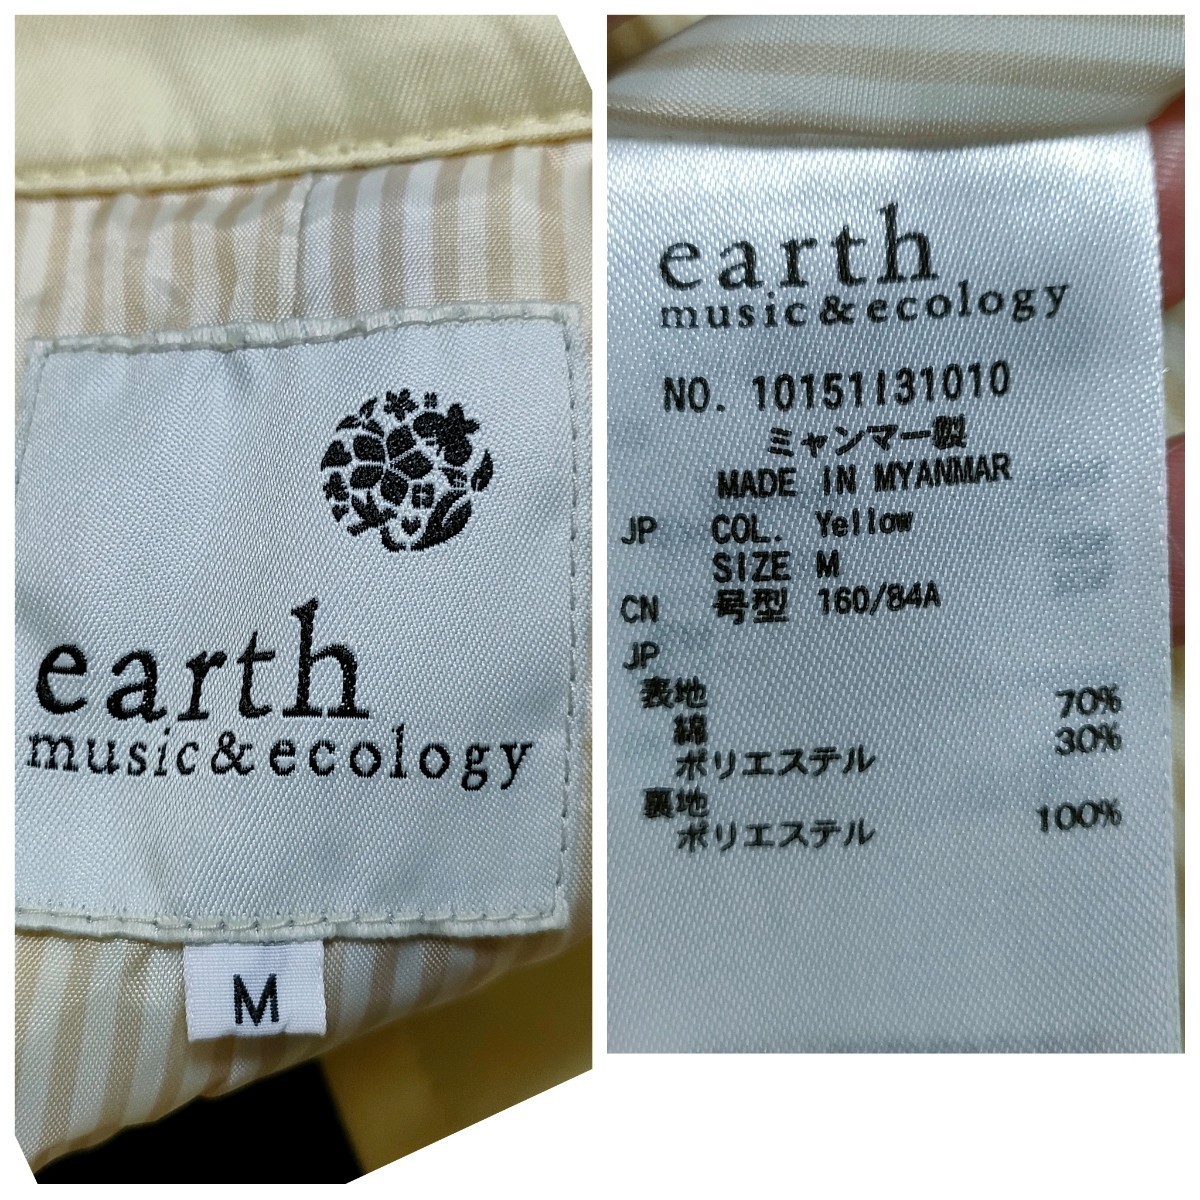 earth
music&ecology
M
earth
music&ecology
NO. 10151I31010
ミャンマー製
MADE IN MYANMAR
JP COL. Yellow
SIZE M
CN 号型 160/84A
JP
表地
綿 70%
ポリエステル 30%
裏地
ポリエステル 100%